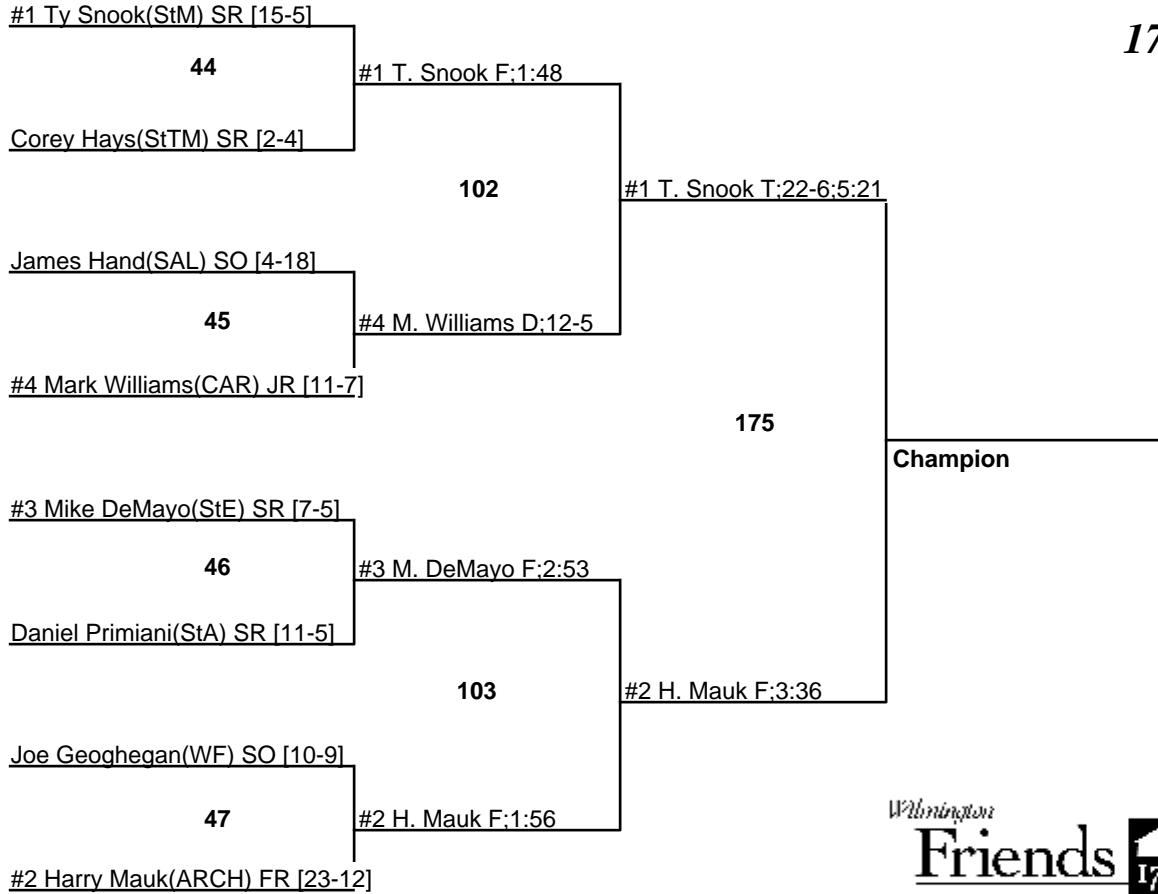 #1 Ty Snook(StM) SR [15-5]
17
44
#1 T. Snook F;1:48
Corey Hays(StTM) SR [2-4]
102
#1 T. Snook T;22-6;5:21
James Hand(SAL) SO [4-18]
45
#4 M. Williams D;12-5
#4 Mark Williams(CAR) JR [11-7]
175
Champion
#3 Mike DeMayo(StE) SR [7-5]
46
#3 M. DeMayo F;2:53
Daniel Primiani(StA) SR [11-5]
103
#2 H. Mauk F;3:36
Joe Geoghegan(WF) SO [10-9]
47
#2 H. Mauk F;1:56
#2 Harry Mauk(ARCH) FR [23-12]
Wilmington
Friends
17